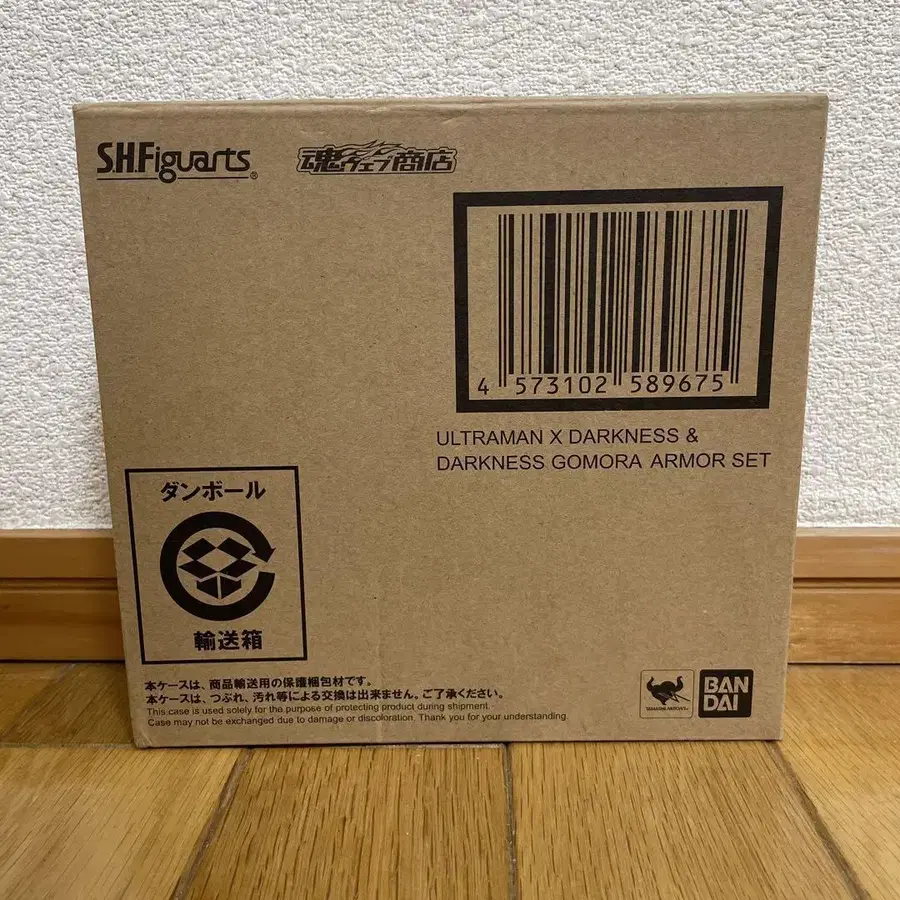 S.H.Figuarts®
魂ウェブ商店
4 573102 589675
ULTRAMAN X DARKNESS &
DARKNESS GOMORA ARMOR SET
ダンボール
輸送箱
本ケースは、商品輸送用の保護梱包材です。
本ケースは、つぶれ、汚れ等による交換は出来ません。ご了承ください。
This case is used solely for the purpose of protecting product during shipment.
Case may not be exchanged due to damage or discoloration. Thank you for your understanding.
BAN
DAI